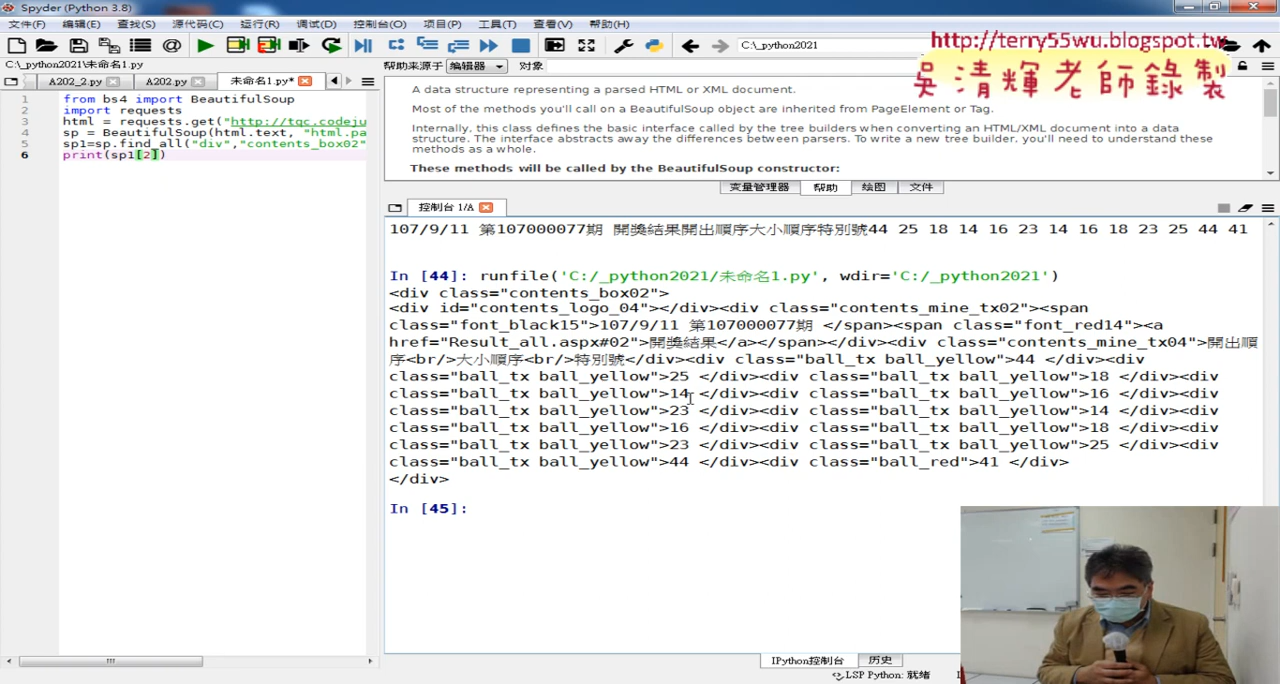 Spyder (Python 3.8)
文件(F) 编辑(E) 查找(S) 源代码(C) 运行(R) 调试(D) 控制台(O) 项目(P) 工具(T) 查看(V) 帮助(H)
C:\_python2021
http://terry55wu.blogspot.tw
吳清輝老師錄製
C:\_python2021\未命名1.py
帮助来源于 编辑器 对象
A202_2.py A202.py 未命名1.py*
1 from bs4 import BeautifulSoup
2 import requests
3 html = requests.get("http://tqc.codeju
4 sp = BeautifulSoup(html.text, "html.pa
5 sp1=sp.find_all("div","contents_box02"
6 print(sp1[2])
A data structure representing a parsed HTML or XML document.
Most of the methods you'll call on a BeautifulSoup object are inherited from PageElement or Tag.
Internally, this class defines the basic interface called by the tree builders when converting an HTML/XML document into a data
structure. The interface abstracts away the differences between parsers. To write a new tree builder, you'll need to understand these
methods as a whole.
These methods will be called by the BeautifulSoup constructor:
变量管理器 帮助 绘图 文件
控制台 1/A
107/9/11 第107000077期 開獎結果開出順序大小順序特別號44 25 18 14 16 23 14 16 18 23 25 44 41
In [44]: runfile('C:/_python2021/未命名1.py', wdir='C:/_python2021')
<div class="contents_box02">
<div id="contents_logo_04"></div><div class="contents_mine_tx02"><span
class="font_black15">107/9/11 第107000077期 </span><span class="font_red14"><a
href="Result_all.aspx#02">開獎結果</a></span></div><div class="contents_mine_tx04">開出順
序<br/>大小順序<br/>特別號</div><div class="ball_tx ball_yellow">44 </div><div
class="ball_tx ball_yellow">25 </div><div class="ball_tx ball_yellow">18 </div><div
class="ball_tx ball_yellow">14 </div><div class="ball_tx ball_yellow">16 </div><div
class="ball_tx ball_yellow">23 </div><div class="ball_tx ball_yellow">14 </div><div
class="ball_tx ball_yellow">16 </div><div class="ball_tx ball_yellow">18 </div><div
class="ball_tx ball_yellow">23 </div><div class="ball_tx ball_yellow">25 </div><div
class="ball_tx ball_yellow">44 </div><div class="ball_red">41 </div>
</div>
In [45]:
IPython控制台 历史
LSP Python: 就绪